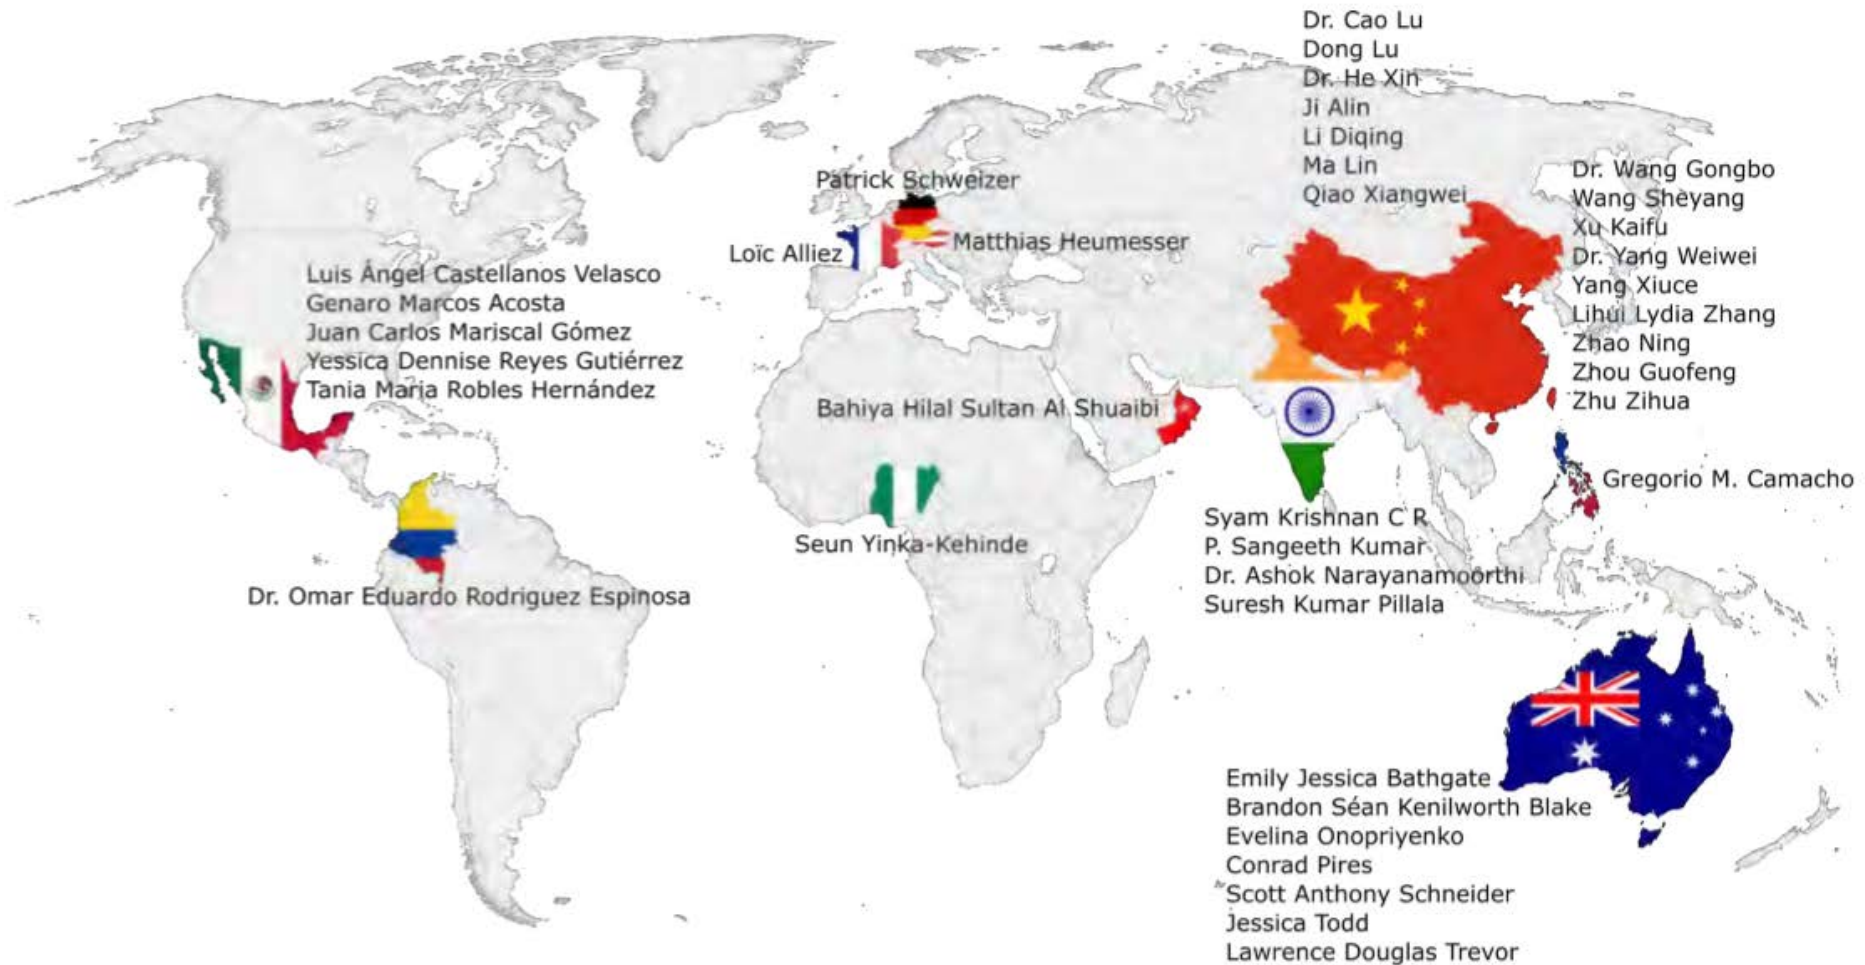 Dr. Cao Lu
Dong Lu
Dr. He Xin
Ji Alin
Li Diqing
Ma Lin
Qiao Xiangwei
Dr. Wang Gongbo
Wang Sheyang
Xu Kaifu
Dr. Yang Weiwei
Yang Xiuce
Lihui Lydia Zhang
Zhao Ning
Zhou Guofeng
Zhu Zihua
Patrick Schweizer
Loïc Alliez
Matthias Heumesser
Luis Ángel Castellanos Velasco
Genaro Marcos Acosta
Juan Carlos Mariscal Gómez
Yessica Dennise Reyes Gutiérrez
Tania Maria Robles Hernández
Bahiya Hilal Sultan Al Shuaibi
Gregorio M. Camacho
Seun Yinka-Kehinde
Dr. Omar Eduardo Rodriguez Espinosa
Syam Krishnan C R
P. Sangeeth Kumar
Dr. Ashok Narayanamoorthi
Suresh Kumar Pillala
Emily Jessica Bathgate
Brandon Séan Kenilworth Blake
Evelina Onopriyenko
Conrad Pires
Scott Anthony Schneider
Jessica Todd
Lawrence Douglas Trevor